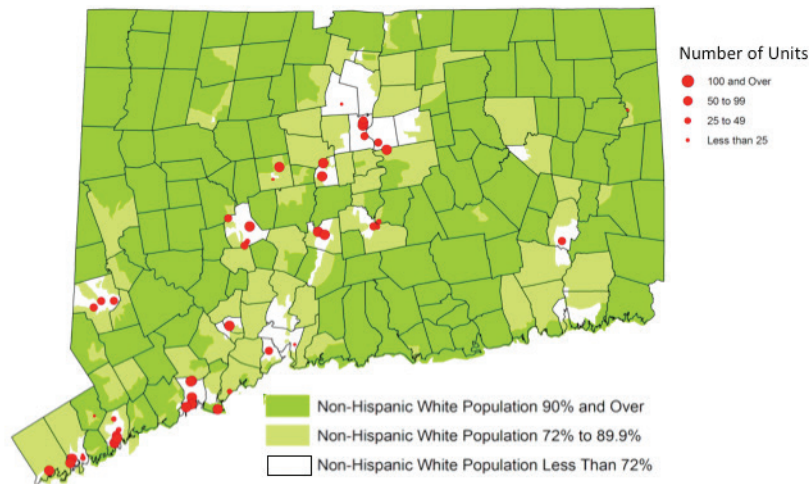 Number of Units
100 and Over
50 to 99
25 to 49
Less than 25
Non-Hispanic White Population 90% and Over
Non-Hispanic White Population 72% to 89.9%
Non-Hispanic White Population Less Than 72%